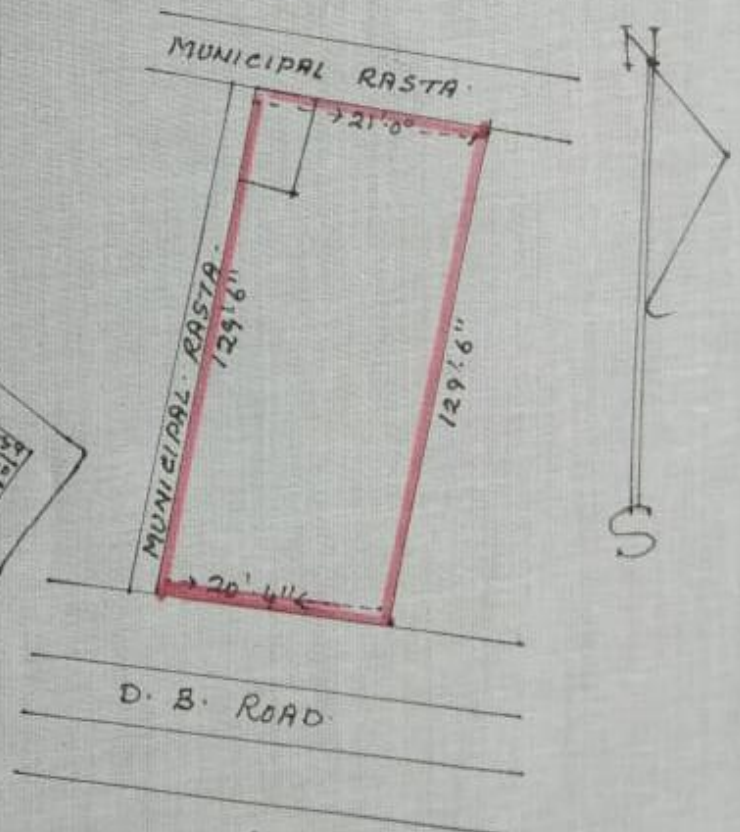 MUNICIPAL RASTA.
N
21'.0"
MUNICIPAL. RASTA.
129'.6"
129'.6"
S
20'.4"
D. B. ROAD.